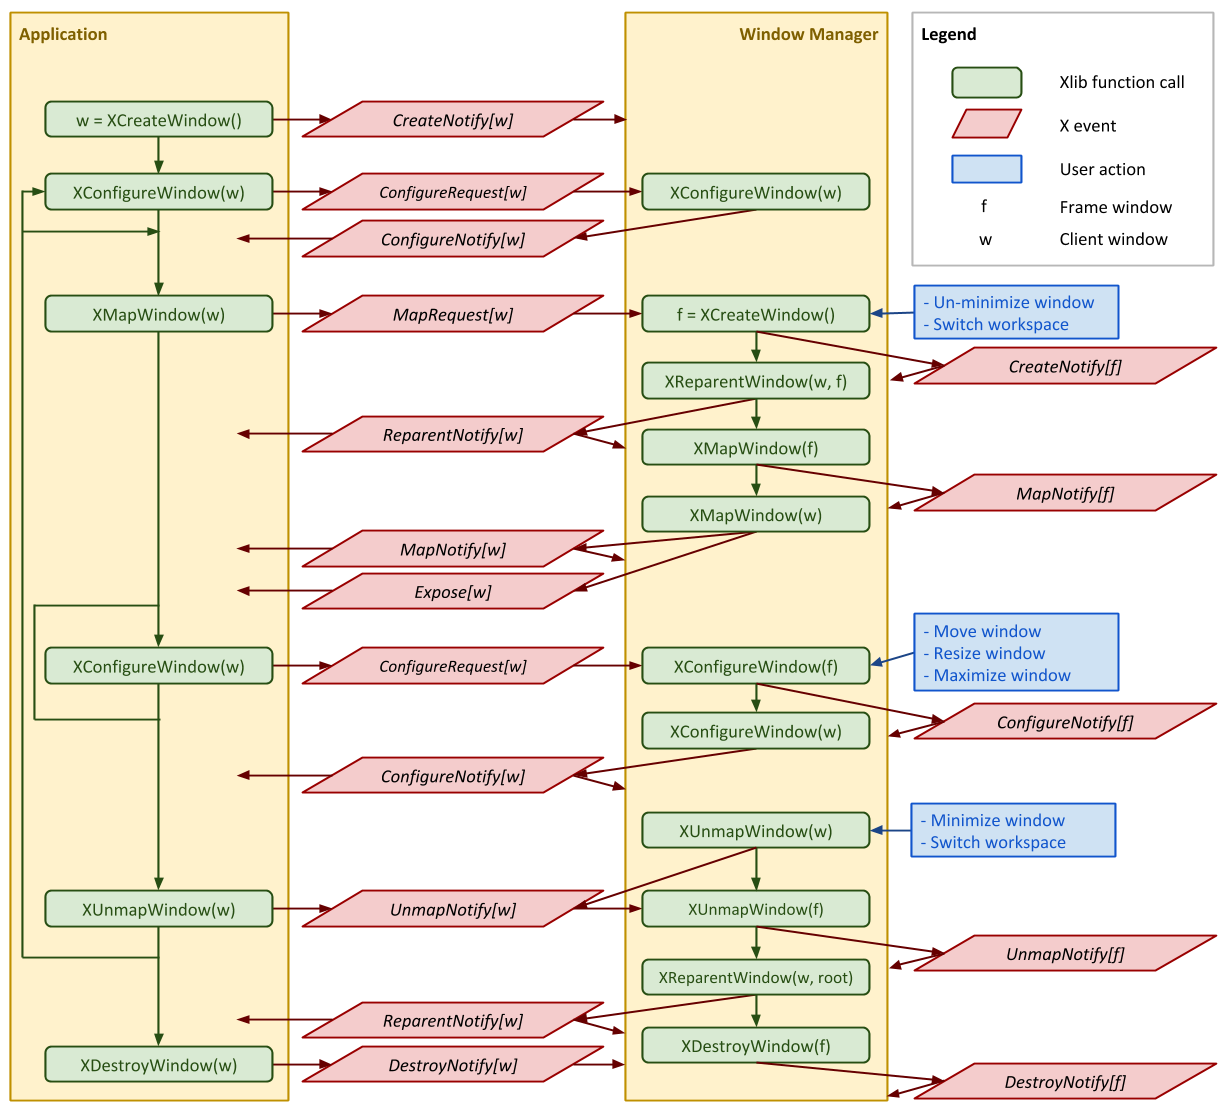 Application
Window Manager
Legend
Xlib function call
X event
User action
f
Frame window
w
Client window
w = XCreateWindow()
CreateNotify[w]
XConfigureWindow(w)
ConfigureRequest[w]
XConfigureWindow(w)
ConfigureNotify[w]
XMapWindow(w)
MapRequest[w]
f = XCreateWindow()
- Un-minimize window
- Switch workspace
CreateNotify[f]
XReparentWindow(w, f)
ReparentNotify[w]
XMapWindow(f)
MapNotify[f]
XMapWindow(w)
MapNotify[w]
Expose[w]
XConfigureWindow(w)
ConfigureRequest[w]
XConfigureWindow(f)
- Move window
- Resize window
- Maximize window
ConfigureNotify[f]
XConfigureWindow(w)
ConfigureNotify[w]
XUnmapWindow(w)
- Minimize window
- Switch workspace
XUnmapWindow(w)
UnmapNotify[w]
XUnmapWindow(f)
UnmapNotify[f]
XReparentWindow(w, root)
ReparentNotify[w]
XDestroyWindow(f)
XDestroyWindow(w)
DestroyNotify[w]
DestroyNotify[f]